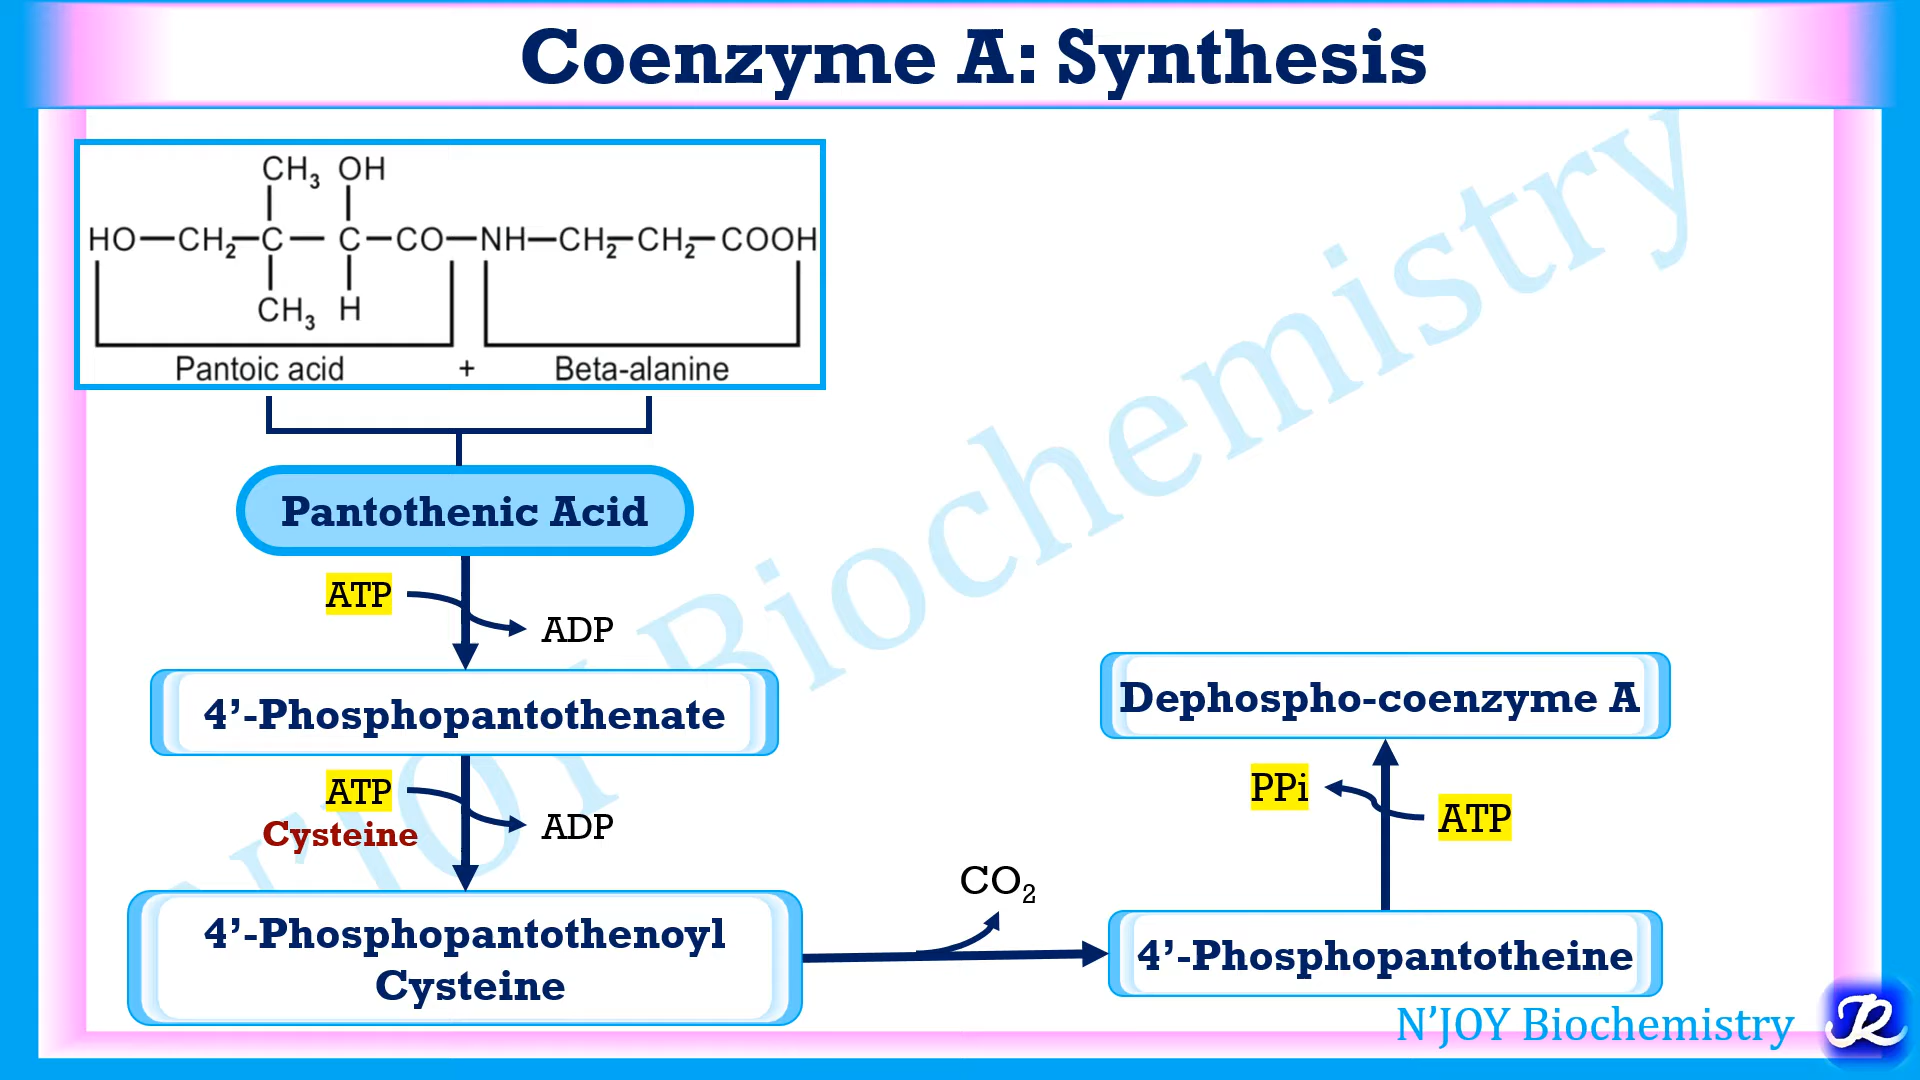 Coenzyme A: Synthesis
CH3 OH
HO—CH2—C—C—CO—NH—CH2—CH2—COOH
CH3 H
Pantoic acid + Beta-alanine
Pantothenic Acid
ATP
ADP
4’-Phosphopantothenate
ATP
Cysteine
ADP
4’-Phosphopantothenoyl
Cysteine
CO2
4’-Phosphopantotheine
ATP
PPi
Dephospho-coenzyme A
N’JOY Biochemistry
N’JOY Biochemistry